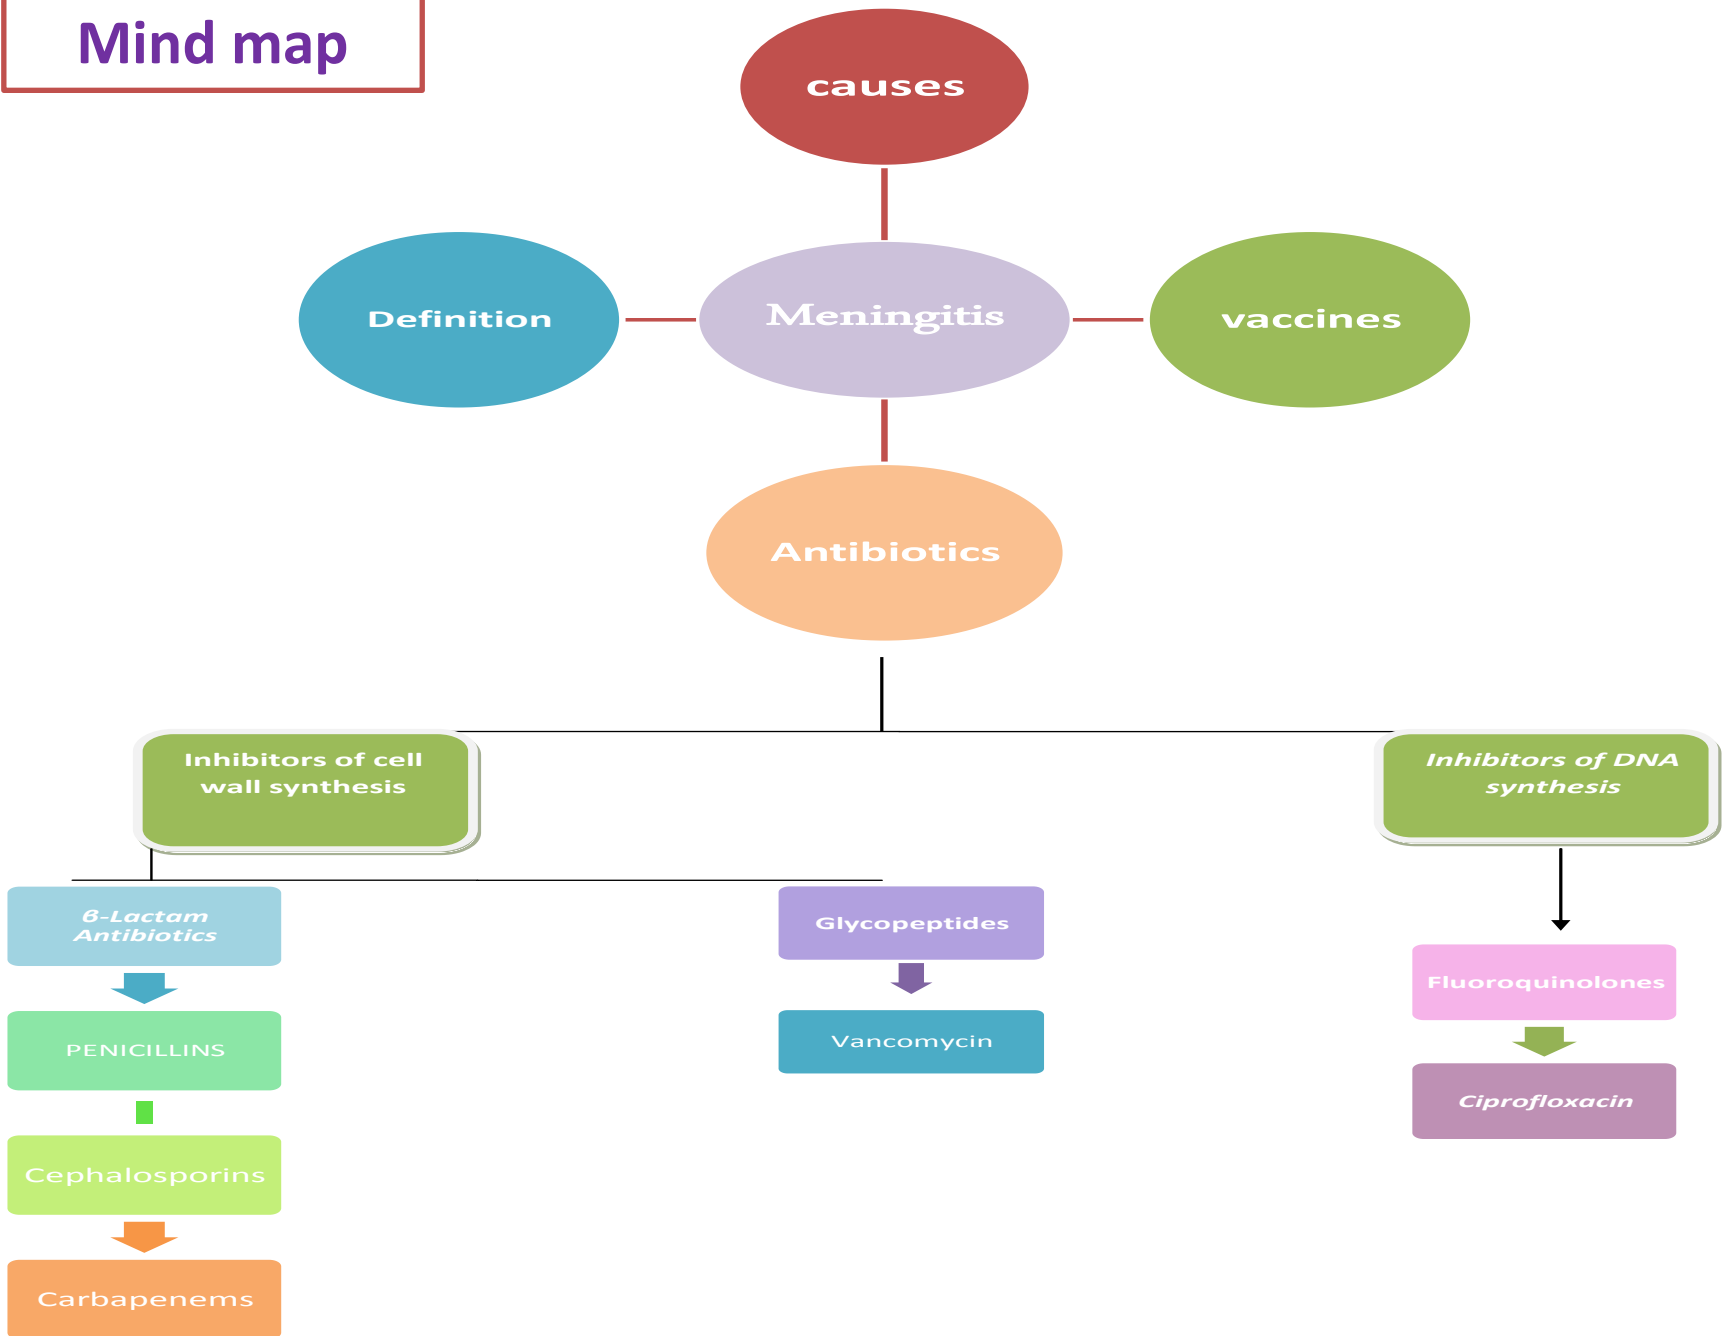 Mind map
causes
Definition
Meningitis
vaccines
Antibiotics
Inhibitors of cell
wall synthesis
Inhibitors of DNA
synthesis
β-Lactam
Antibiotics
Glycopeptides
Fluoroquinolones
PENICILLINS
Vancomycin
Ciprofloxacin
Cephalosporins
Carbapenems